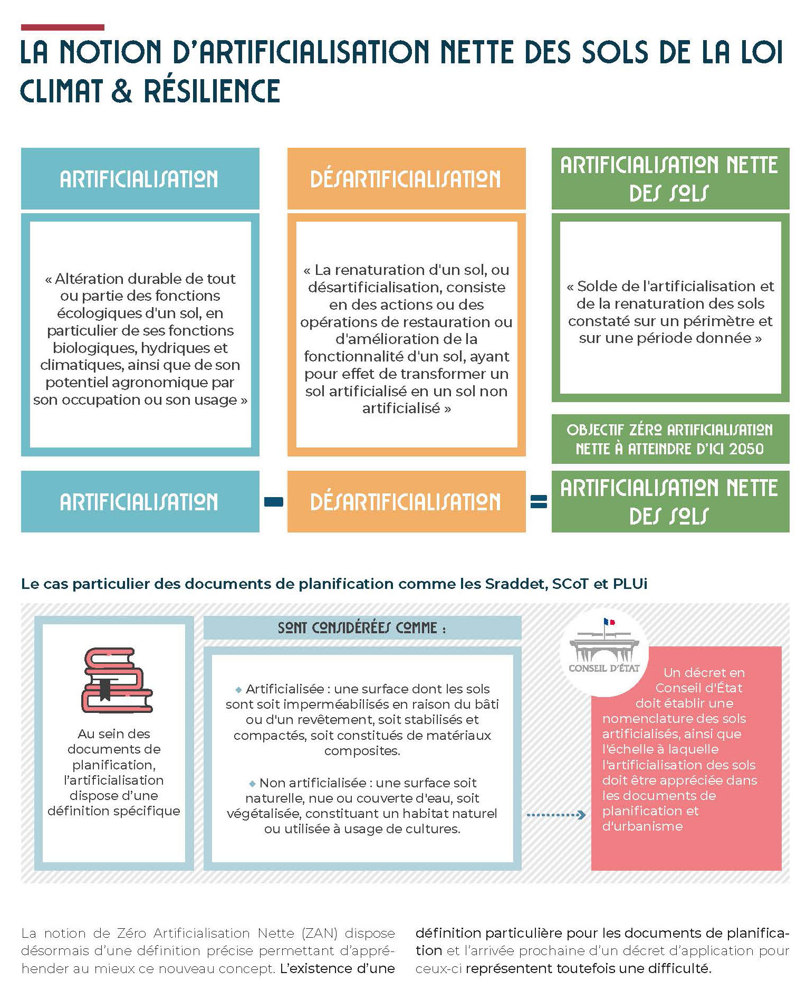 LA NOTION D'ARTIFICIALISATION NETTE DES SOLS DE LA LOI
CLIMAT & RÉSILIENCE
ARTIFICIALISATION
« Altération durable de tout
ou partie des fonctions
écologiques d'un sol, en
particulier de ses fonctions
biologiques, hydriques et
climatiques, ainsi que de son
potentiel agronomique par
son occupation ou son usage »
DÉSARTIFICIALISATION
« La renaturation d'un sol, ou
désartificialisation, consiste
en des actions ou des
opérations de restauration ou
d'amélioration de la
fonctionnalité d'un sol, ayant
pour effet de transformer un
sol artificialisé en un sol non
artificialisé »
ARTIFICIALISATION NETTE
DES SOLS
« Solde de l'artificialisation et
de la renaturation des sols
constaté sur un périmètre et
sur une période donnée »
OBJECTIF ZÉRO ARTIFICIALISATION
NETTE À ATTEINDRE D'ICI 2050
ARTIFICIALISATION
-
DÉSARTIFICIALISATION
=
ARTIFICIALISATION NETTE
DES SOLS
Le cas particulier des documents de planification comme les Sraddet, SCoT et PLUi
Au sein des
documents de
planification,
l'artificialisation
dispose d'une
définition spécifique
SONT CONSIDÉRÉES COMME :
◆ Artificialisée : une surface dont les sols
sont soit imperméabilisés en raison du bâti
ou d'un revêtement, soit stabilisés et
compactés, soit constitués de matériaux
composites.
◆ Non artificialisée : une surface soit
naturelle, nue ou couverte d'eau, soit
végétalisée, constituant un habitat naturel
ou utilisée à usage de cultures.
CONSEIL D'ÉTAT
Un décret en
Conseil d'État
doit établir une
nomenclature des sols
artificialisés, ainsi que
l'échelle à laquelle
l'artificialisation des sols
doit être appréciée dans
les documents de
planification et
d'urbanisme
La notion de Zéro Artificialisation Nette (ZAN) dispose
désormais d'une définition précise permettant d'appré-
hender au mieux ce nouveau concept. L'existence d'une
définition particulière pour les documents de planifica-
tion et l'arrivée prochaine d'un décret d'application pour
ceux-ci représentent toutefois une difficulté.